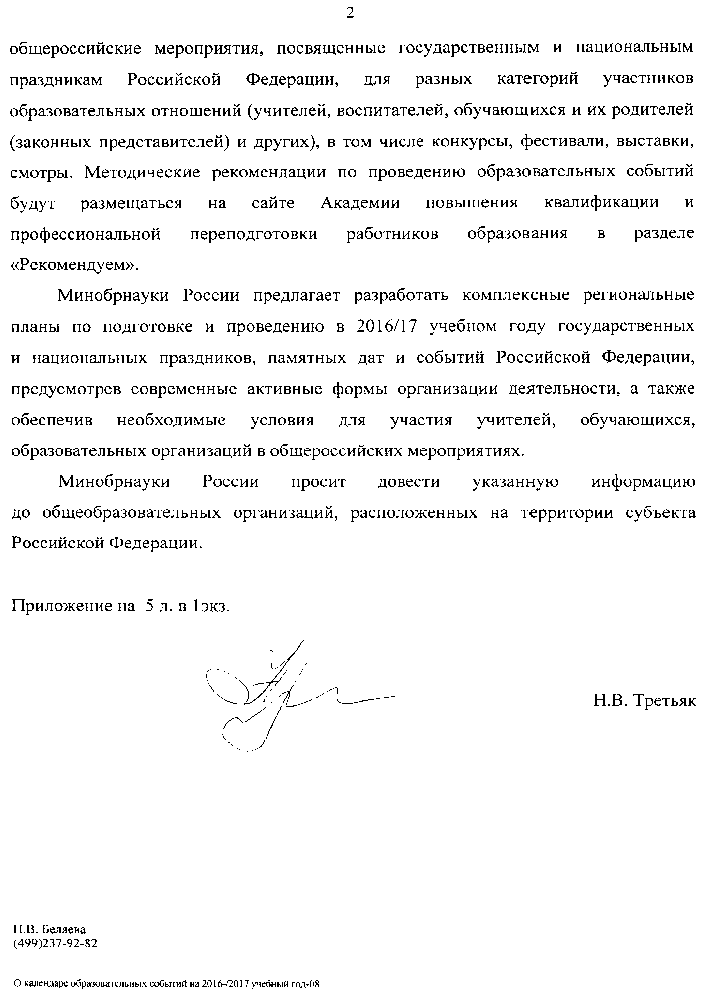 2
общероссийские мероприятия, посвященные государственным и национальным
праздникам Российской Федерации, для разных категорий участников
образовательных отношений (учителей, воспитателей, обучающихся и их родителей
(законных представителей) и других), в том числе конкурсы, фестивали, выставки,
смотры. Методические рекомендации по проведению образовательных событий
будут размещаться на сайте Академии повышения квалификации и
профессиональной переподготовки работников образования в разделе
«Рекомендуем».
Минобрнауки России предлагает разработать комплексные региональные
планы по подготовке и проведению в 2016/17 учебном году государственных
и национальных праздников, памятных дат и событий Российской Федерации,
предусмотрев современные активные формы организации деятельности, а также
обеспечив необходимые условия для участия учителей, обучающихся,
образовательных организаций в общероссийских мероприятиях.
Минобрнауки России просит довести указанную информацию
до общеобразовательных организаций, расположенных на территории субъекта
Российской Федерации.
Приложение на 5 л. в 1экз.
Н.В. Третьяк
Н.В. Беляева
(499)237-92-82
О календаре образовательных событий на 2016-/2017 учебный год-08